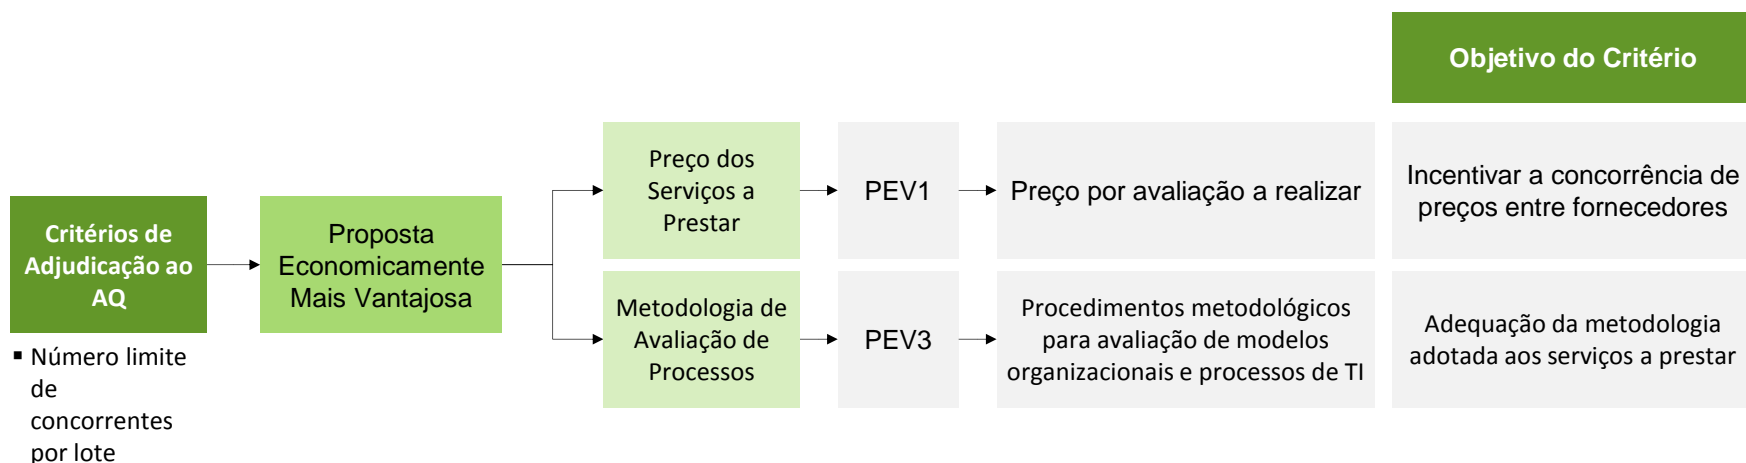 Objetivo do Critério
Critérios de
Adjudicação ao
AQ
▪ Número limite
de
concorrentes
por lote
Proposta
Economicamente
Mais Vantajosa
Preço dos
Serviços a
Prestar
PEV1
Preço por avaliação a realizar
Incentivar a concorrência de
preços entre fornecedores
Metodologia de
Avaliação de
Processos
PEV3
Procedimentos metodológicos
para avaliação de modelos
organizacionais e processos de TI
Adequação da metodologia
adotada aos serviços a prestar